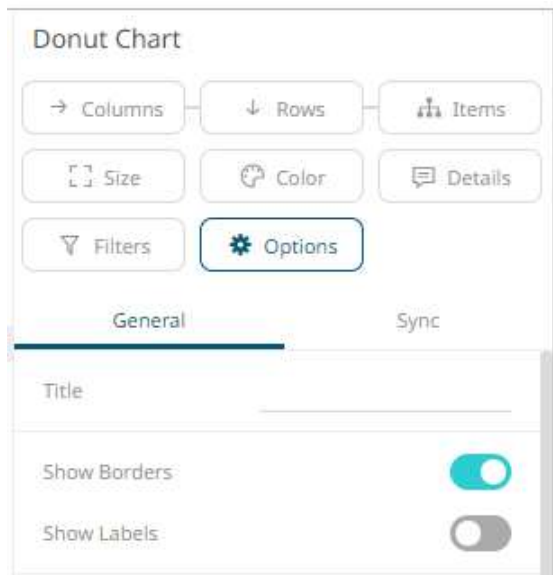 Donut Chart
Columns Rows Items
Size Color Details
Filters Options
General Sync
Title
Show Borders
Show Labels